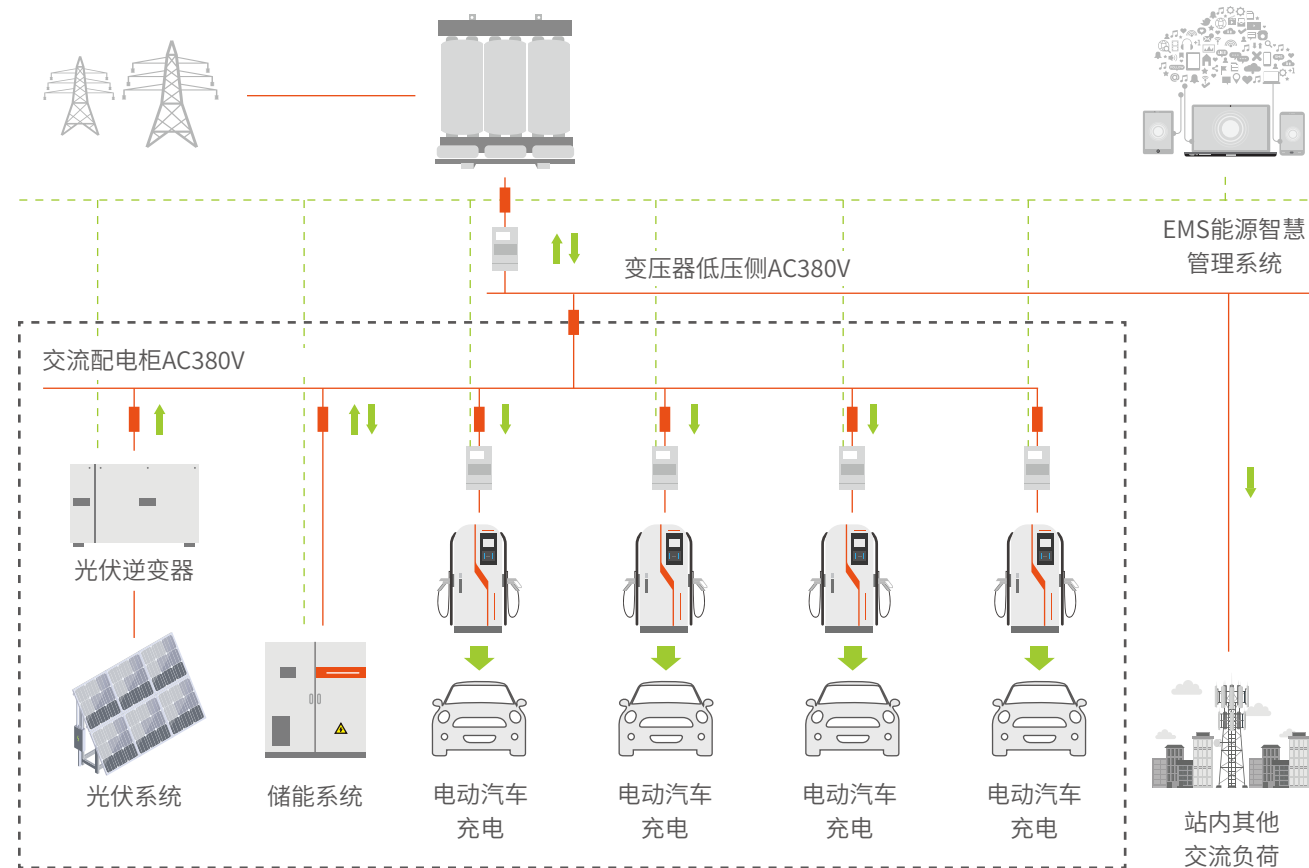 EMS能源智慧
管理系统
变压器低压侧AC380V
交流配电柜AC380V
光伏逆变器
光伏系统
储能系统
电动汽车
充电
电动汽车
充电
电动汽车
充电
电动汽车
充电
站内其他
交流负荷